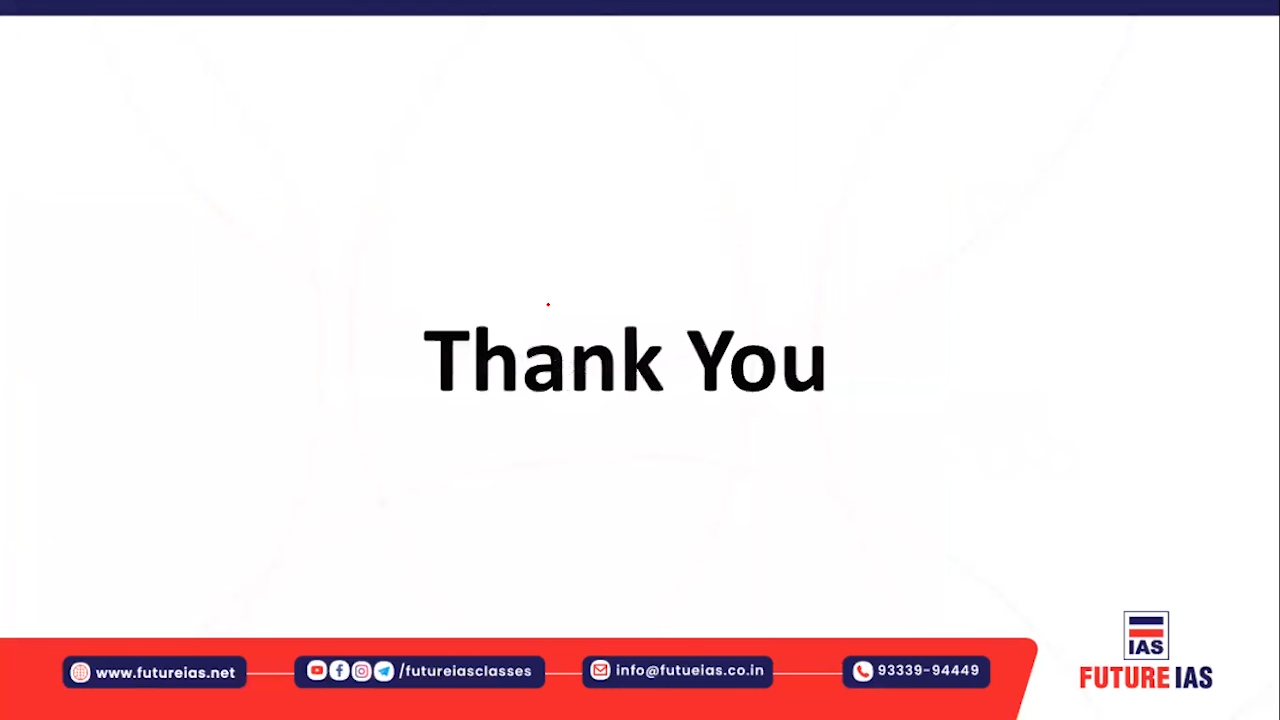 Thank You
www.futureias.net
/futureiasclasses
info@futueias.co.in
93339-94449
IAS
FUTURE IAS